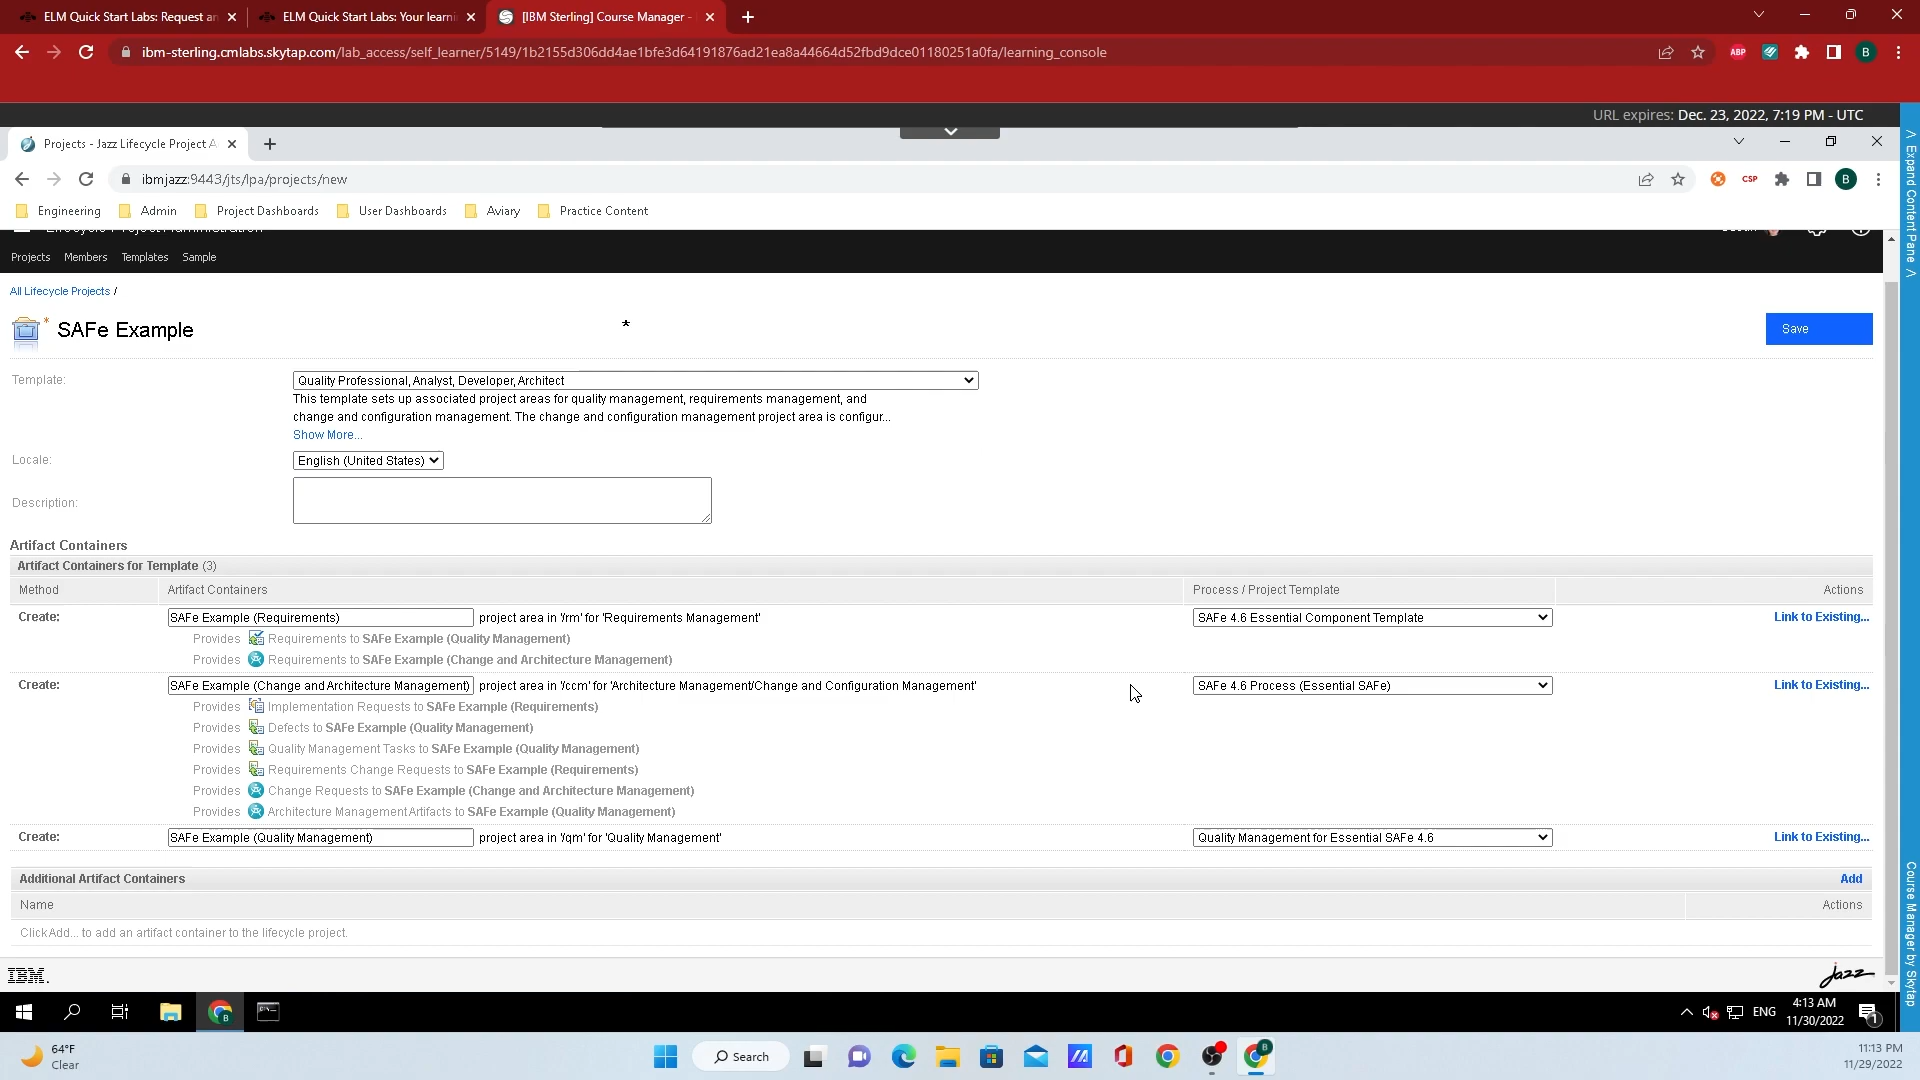 ELM Quick Start Labs: Request an
ELM Quick Start Labs: Your learni
[IBM Sterling] Course Manager -
ibm-sterling.cmlabs.skytap.com/lab_access/self_learner/5149/1b2155d306dd4ae1bfe3d64191876ad21ea8a44664d52fbd9dce01180251a0fa/learning_console
ABP
B
URL expires: Dec. 23, 2022, 7:19 PM - UTC
Projects - Jazz Lifecycle Project A
ibmjazz:9443/jts/lpa/projects/new
CSP
B
Engineering Admin Project Dashboards User Dashboards Aviary Practice Content
Lifecycle Project Administration
Projects Members Templates Sample
All Lifecycle Projects /
* SAFe Example *
Save
Template:
Quality Professional, Analyst, Developer, Architect
This template sets up associated project areas for quality management, requirements management, and
change and configuration management. The change and configuration management project area is configur...
Show More...
Locale:
English (United States)
Description:
Artifact Containers
Artifact Containers for Template (3)
Method Artifact Containers Process / Project Template Actions
Create: SAFe Example (Requirements) project area in '/rm' for 'Requirements Management' SAFe 4.6 Essential Component Template Link to Existing...
Provides Requirements to SAFe Example (Quality Management)
Provides Requirements to SAFe Example (Change and Architecture Management)
Create: SAFe Example (Change and Architecture Management) project area in '/ccm' for 'Architecture Management/Change and Configuration Management' SAFe 4.6 Process (Essential SAFe) Link to Existing...
Provides Implementation Requests to SAFe Example (Requirements)
Provides Defects to SAFe Example (Quality Management)
Provides Quality Management Tasks to SAFe Example (Quality Management)
Provides Requirements Change Requests to SAFe Example (Requirements)
Provides Change Requests to SAFe Example (Change and Architecture Management)
Provides Architecture Management Artifacts to SAFe Example (Quality Management)
Create: SAFe Example (Quality Management) project area in '/qm' for 'Quality Management' Quality Management for Essential SAFe 4.6 Link to Existing...
Additional Artifact Containers Add
Name Actions
Click Add... to add an artifact container to the lifecycle project.
IBM.
Jazz
< Expand Content Pane <
Course Manager by Skytap
ENG
4:13 AM
11/30/2022
1
64°F
Clear
Search
B
11:13 PM
11/29/2022